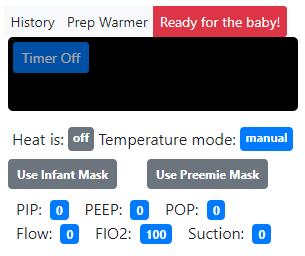 History Prep Warmer Ready for the baby!
Timer Off
Heat is: off Temperature mode: manual
Use Infant Mask Use Preemie Mask
PIP: 0 PEEP: 0 POP: 0
Flow: 0 FIO2: 100 Suction: 0